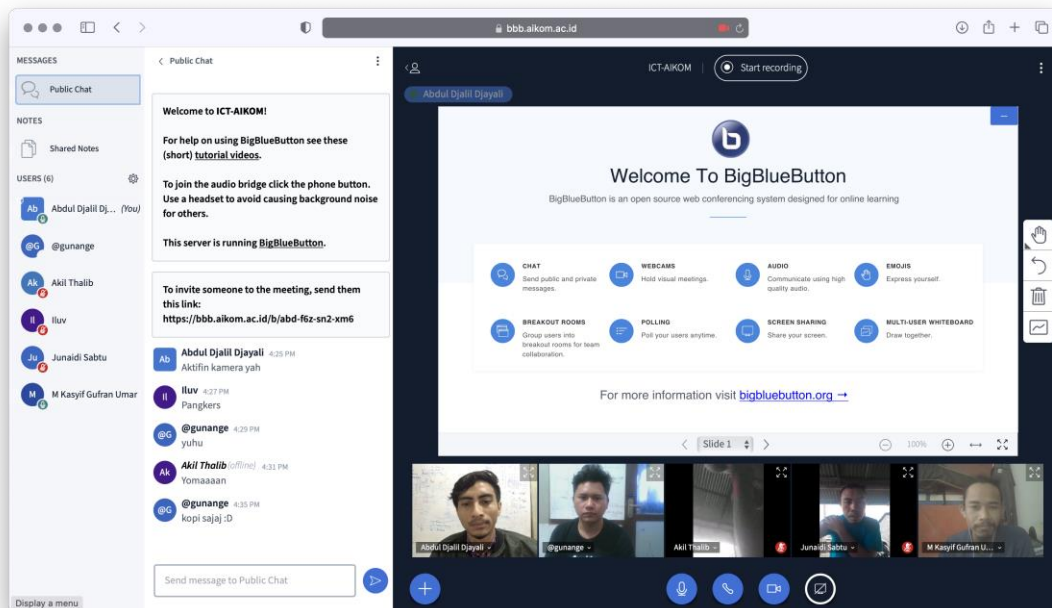 bbb.aikom.ac.id
MESSAGES
Public Chat
NOTES
Shared Notes
USERS (6)
Ab
Abdul Djalil Dj... (You)
@G
@gunange
Ak
Akil Thalib
Il
Iluv
Ju
Junaidi Sabtu
M
M Kasyif Gufran Umar
Display a menu
Public Chat
Welcome to ICT-AIKOM!
For help on using BigBlueButton see these
(short) tutorial videos.
To join the audio bridge click the phone button.
Use a headset to avoid causing background noise
for others.
This server is running BigBlueButton.
To invite someone to the meeting, send them
this link:
https://bbb.aikom.ac.id/b/abd-f6z-sn2-xm6
Ab
Abdul Djalil Djayali 4:25 PM
Aktifin kamera yah
Il
Iluv 4:27 PM
Pangkers
@G
@gunange 4:29 PM
yuhu
Ak
Akil Thalib (offline) 4:31 PM
Yomaaaan
@G
@gunange 4:35 PM
kopi sajaj :D
Send message to Public Chat
ICT-AIKOM
Start recording
Abdul Djalil Djayali
b
Welcome To BigBlueButton
BigBlueButton is an open source web conferencing system designed for online learning
CHAT
Send public and private
messages.
WEBCAMS
Hold visual meetings.
AUDIO
Communicate using high
quality audio.
EMOJIS
Express yourself.
BREAKOUT ROOMS
Group users into
breakout rooms for team
collaboration.
POLLING
Poll your users anytime.
SCREEN SHARING
Share your screen.
MULTI-USER WHITEBOARD
Draw together.
For more information visit bigbluebutton.org →
Slide 1
100%
Abdul Djalil Djayali
@gunange
Akil Thalib
Junaidi Sabtu
M Kasyif Gufran U...